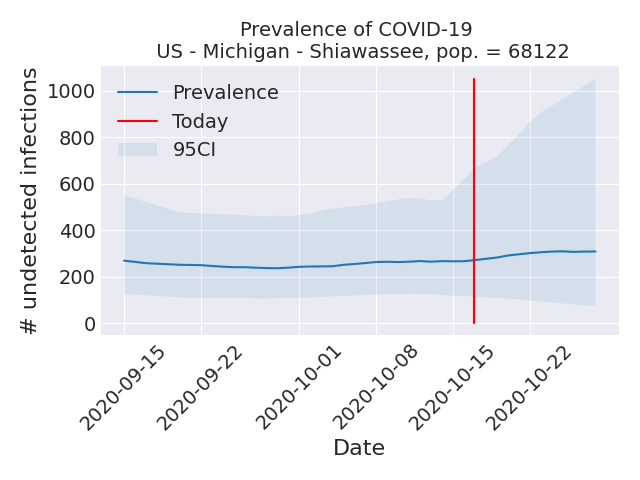 Prevalence of COVID-19
US - Michigan - Shiawassee, pop. = 68122
# undetected infections
1000
800
600
400
200
0
Prevalence
Today
95CI
2020-09-15
2020-09-22
2020-10-01
2020-10-08
2020-10-15
2020-10-22
Date